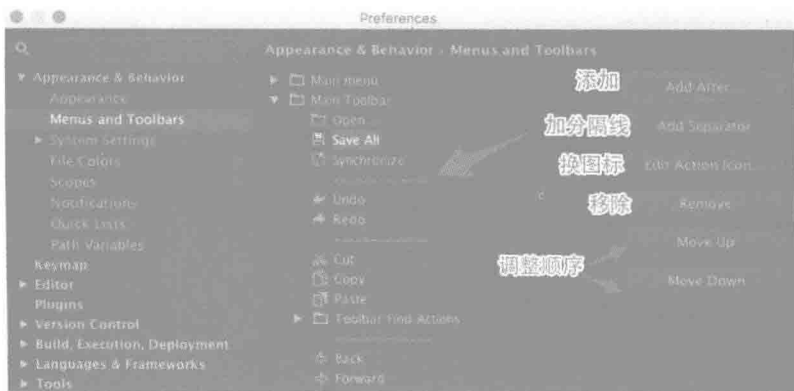 Preferences
Appearance & Behavior › Menus and Toolbars
Appearance & Behavior
Appearance
Menus and Toolbars
System Settings
File Colors
Scopes
Notifications
Quick Lists
Path Variables
Keymap
Editor
Plugins
Version Control
Build, Execution, Deployment
Languages & Frameworks
Tools
Main menu
Main Toolbar
Open...
Save All
Synchronize
Undo
Redo
Cut
Copy
Paste
Toolbar Find Actions
Back
Forward
添加
加分隔线
换图标
移除
调整顺序
Add After...
Add Separator
Edit Action Icon...
Remove
Move Up
Move Down